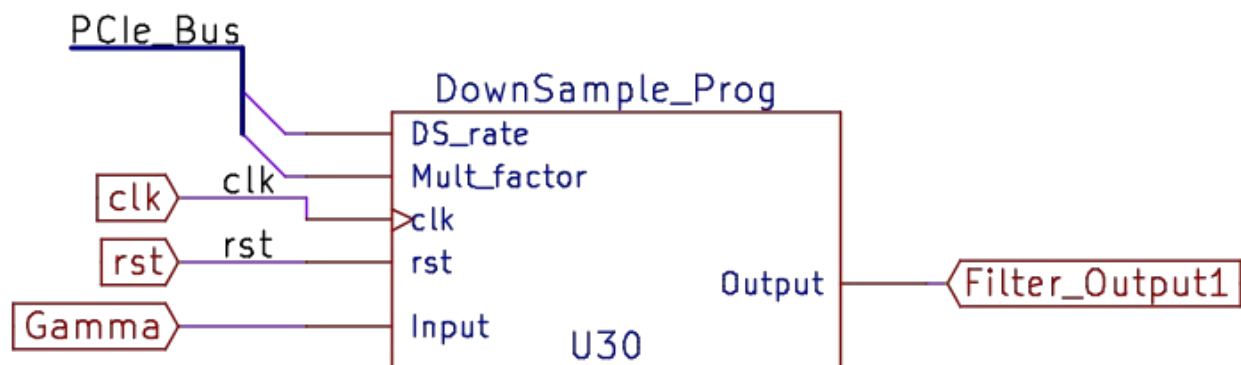 PCIe_Bus
DownSample_Prog
DS_rate
Mult_factor
clk
clk
clk
rst
rst
rst
Output
Filter_Output1
Gamma
Input
U30